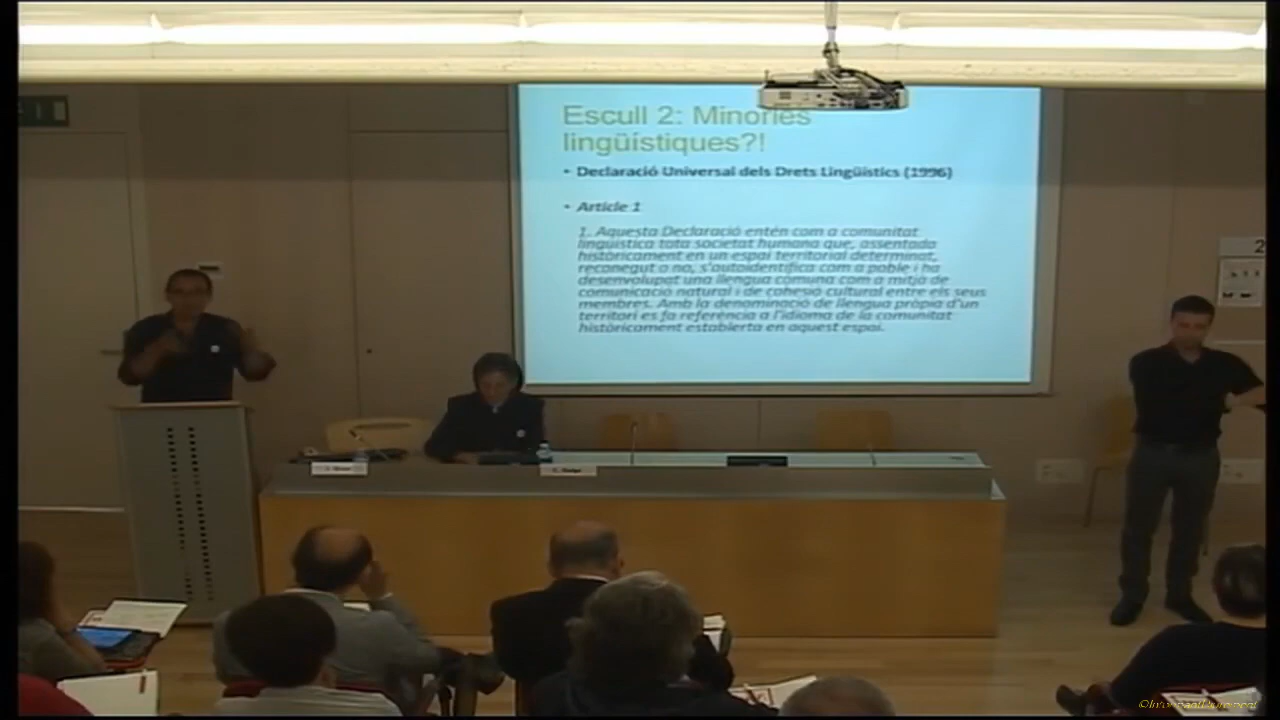 Escull 2: Minories
lingüístiques?!
• Declaració Universal dels Drets Lingüístics (1996)
• Article 1
1. Aquesta Declaració entén com a comunitat
lingüística tota societat humana que, assentada
històricament en un espai territorial determinat,
reconegut o no, s'autoidentifica com a poble i ha
desenvolupat una llengua comuna com a mitjà de
comunicació natural i de cohesió cultural entre els seus
membres. Amb la denominació de llengua pròpia d'un
territori es fa referència a l'idioma de la comunitat
històricament establerta en aquest espai.
2